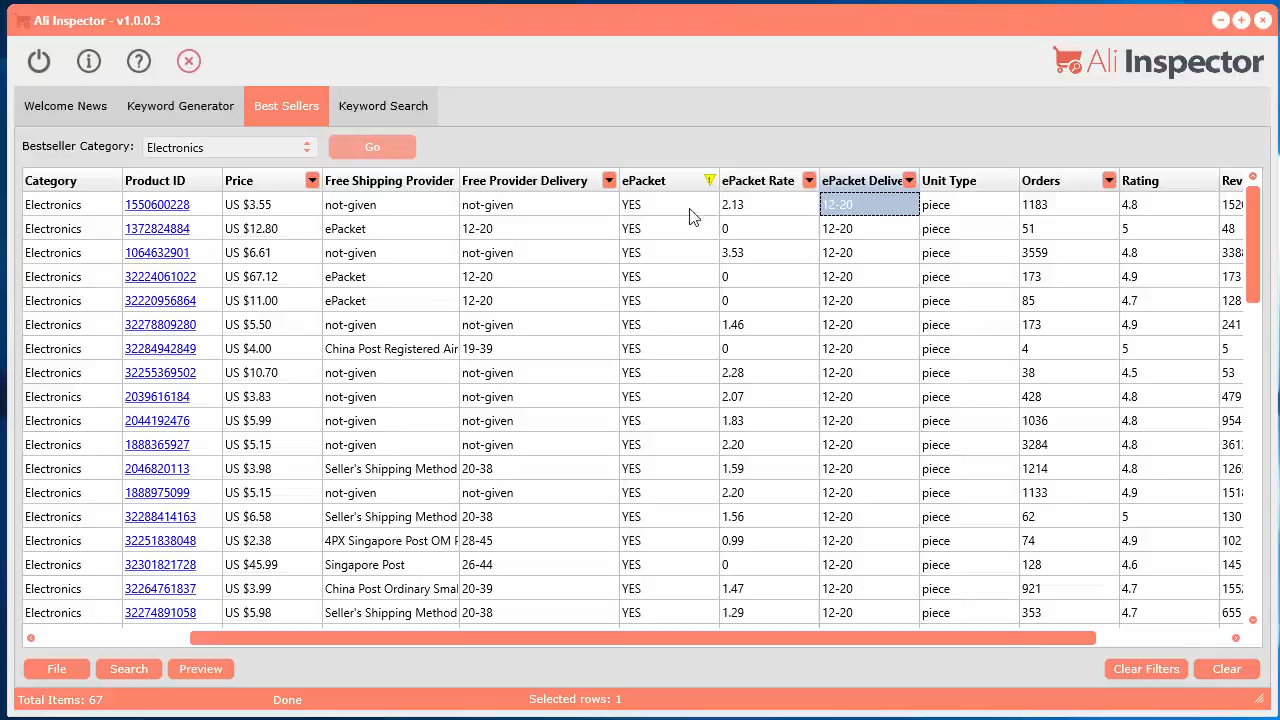 Ali Inspector - v1.0.0.3
Ali Inspector
Welcome News Keyword Generator Best Sellers Keyword Search
Bestseller Category: Electronics Go
Category Product ID Price Free Shipping Provider Free Provider Delivery ePacket ePacket Rate ePacket Delive Unit Type Orders Rating Rev
Electronics 1550600228 US $3.55 not-given not-given YES 2.13 12-20 piece 1183 4.8 152
Electronics 1372824884 US $12.80 ePacket 12-20 YES 0 12-20 piece 51 5 48
Electronics 1064632901 US $6.61 not-given not-given YES 3.53 12-20 piece 3559 4.8 338
Electronics 32224061022 US $67.12 ePacket 12-20 YES 0 12-20 piece 173 4.9 173
Electronics 32220956864 US $11.00 ePacket 12-20 YES 0 12-20 piece 85 4.7 128
Electronics 32278809280 US $5.50 not-given not-given YES 1.46 12-20 piece 173 4.9 241
Electronics 32284942849 US $4.00 China Post Registered Air 19-39 YES 0 12-20 piece 4 5 5
Electronics 32255369502 US $10.70 not-given not-given YES 2.28 12-20 piece 38 4.5 53
Electronics 2039616184 US $3.83 not-given not-given YES 2.07 12-20 piece 428 4.8 479
Electronics 2044192476 US $5.99 not-given not-given YES 1.83 12-20 piece 1036 4.8 954
Electronics 1888365927 US $5.15 not-given not-given YES 2.20 12-20 piece 3284 4.8 361
Electronics 2046820113 US $3.98 Seller's Shipping Method 20-38 YES 1.59 12-20 piece 1214 4.8 126
Electronics 1888975099 US $5.15 not-given not-given YES 2.20 12-20 piece 1133 4.9 151
Electronics 32288414163 US $6.58 Seller's Shipping Method 20-38 YES 1.56 12-20 piece 62 5 130
Electronics 32251838048 US $2.38 4PX Singapore Post OM P 28-45 YES 0.99 12-20 piece 74 4.9 102
Electronics 32301821728 US $45.99 Singapore Post 26-44 YES 0 12-20 piece 128 4.6 145
Electronics 32264761837 US $3.99 China Post Ordinary Smal 20-39 YES 1.47 12-20 piece 921 4.7 155
Electronics 32274891058 US $5.98 Seller's Shipping Method 20-38 YES 1.29 12-20 piece 353 4.7 655
File Search Preview Clear Filters Clear
Total Items: 67 Done Selected rows: 1